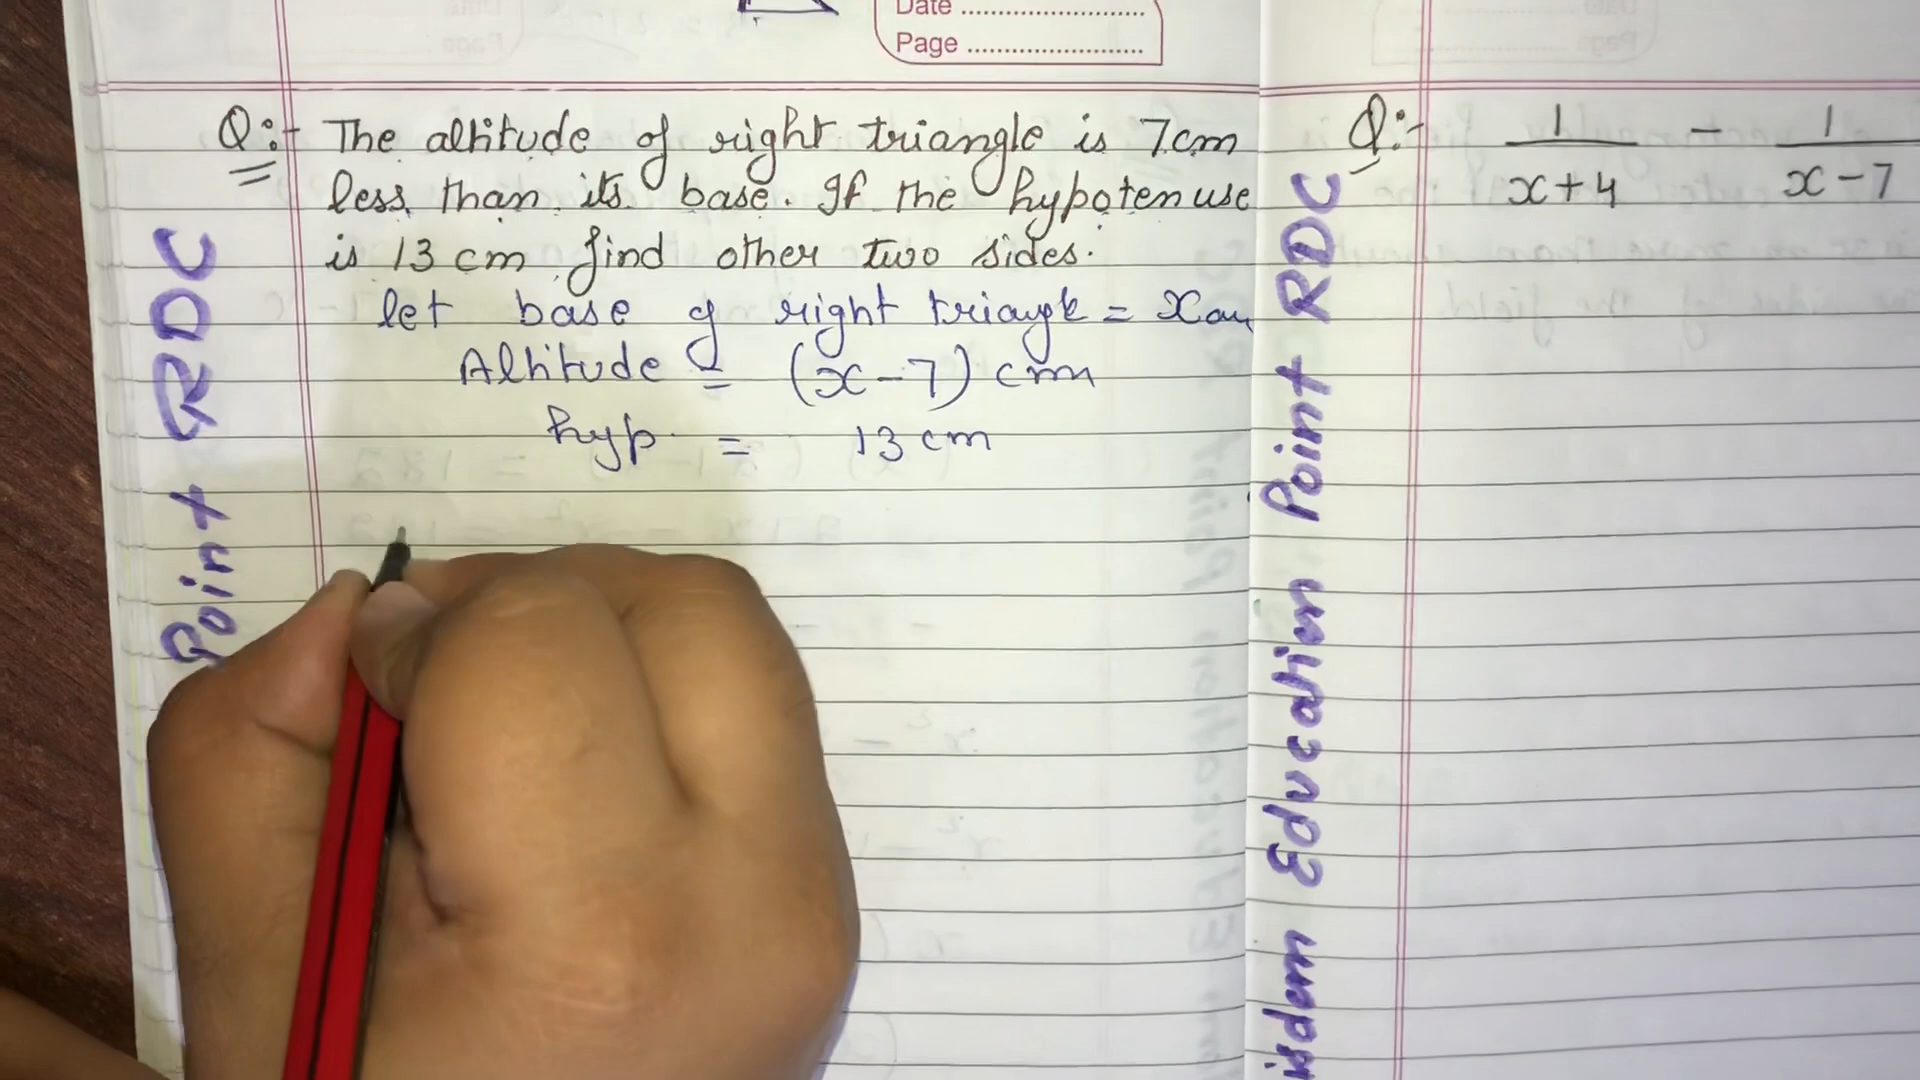 Date
Page
Q:- The altitude of right triangle is 7cm
less than its base. If the hypotenuse
is 13 cm find other two sides.
let base of right triangle = x cm
Altitude = (x-7) cm
hyp. = 13 cm
Point RDC
Q:- 1/x+4 - 1/x-7
isdom Education Point RDC